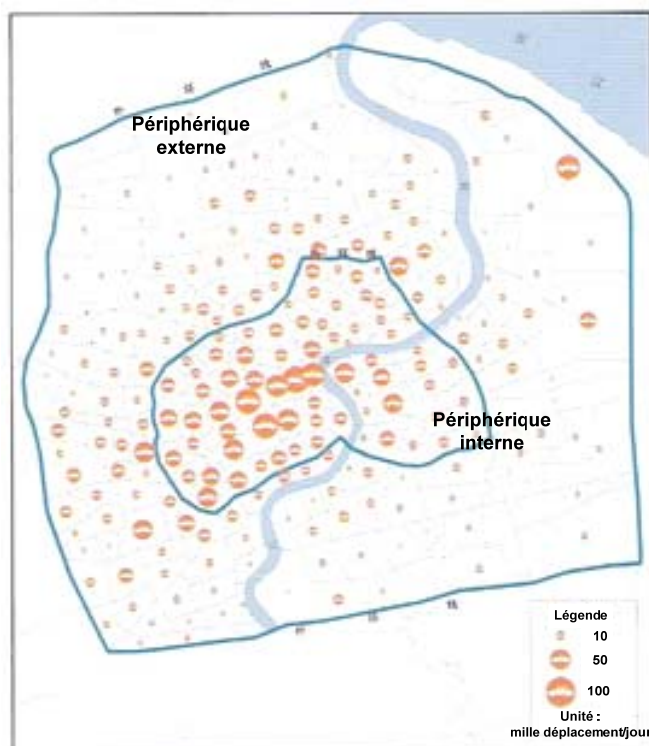 Périphérique
externe
Périphérique
interne
Légende
10
50
100
Unité :
mille déplacement/jour